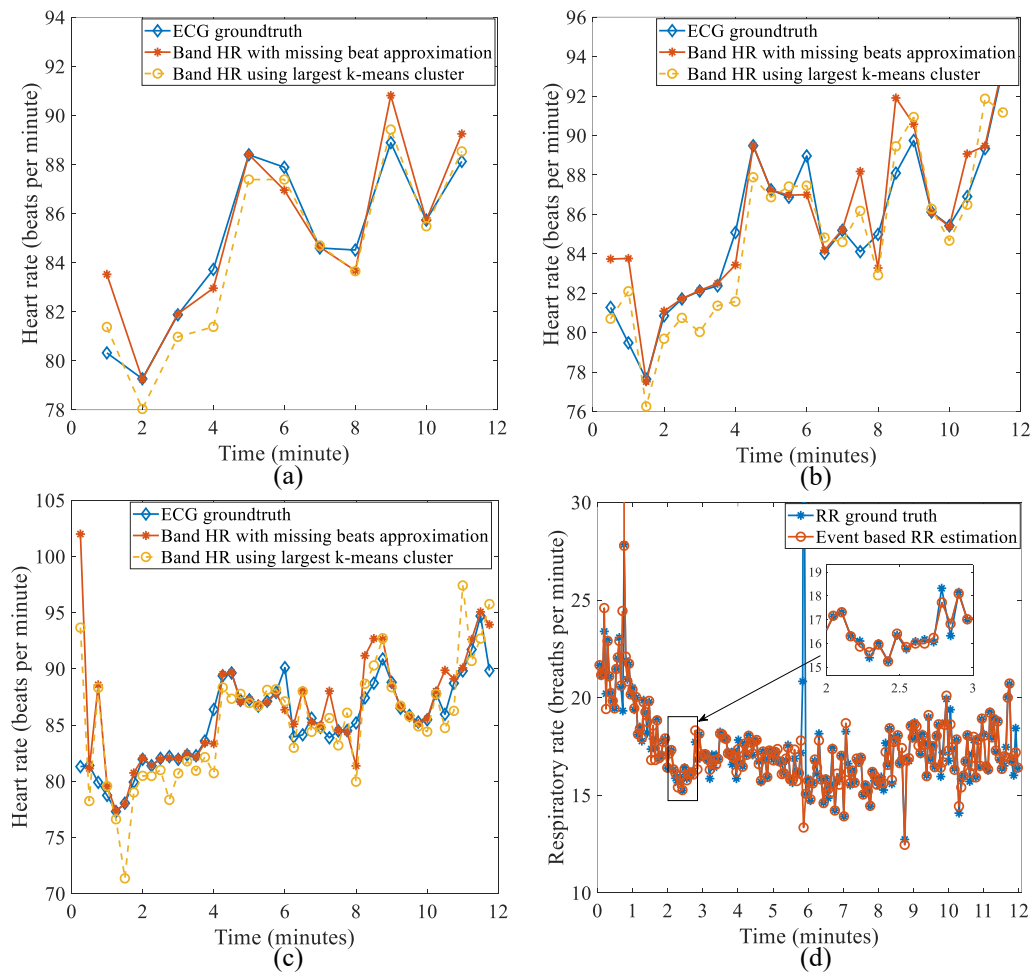 94
92
90
88
86
84
82
80
78
Heart rate (beats per minute)
ECG groundtruth
Band HR with missing beat approximation
Band HR using largest k-means cluster
0 2 4 6 8 10 12
Time (minute)
(a)
96
94
92
90
88
86
84
82
80
78
76
Heart rate (beats per minute)
ECG groundtruth
Band HR with missing beats approximation
Band HR using largest k-means cluster
0 2 4 6 8 10 12
Time (minutes)
(b)
105
100
95
90
85
80
75
70
Heart rate (beats per minute)
ECG groundtruth
Band HR with missing beats approximation
Band HR using largest k-means cluster
0 2 4 6 8 10 12
Time (minutes)
(c)
30
25
20
15
10
Respiratory rate (breaths per minute)
RR ground truth
Event based RR estimation
19
18
17
16
15
2 2.5 3
0 1 2 3 4 5 6 7 8 9 10 11 12
Time (minutes)
(d)